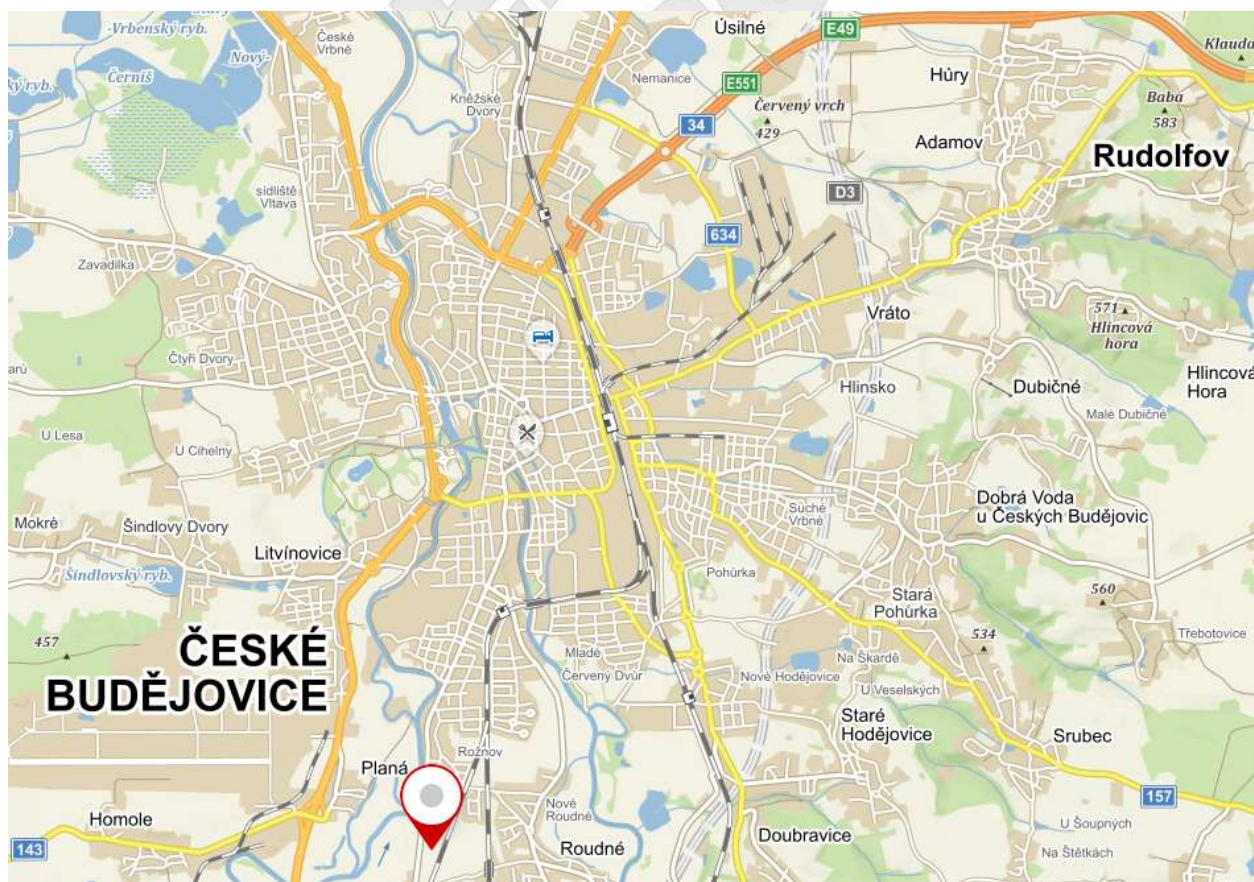 -Vrbenský ryb.
České
Vrbné
Úsilné
E49
Klauda
Nový-
Černiš
ký ryb.
Kněžské
Dvory
Nemanice
E551
Červený vrch
429
Hůry
Baba
583
34
Adamov
Rudolfov
sídliště
Vltava
D3
634
Zavadilka
Vráto
571
Hlincová
hora
Čtyři Dvory
Hlinsko
Dubičné
Hlincová
Hora
Malé Dubičné
U Lesa
U Cihelny
Mokré
Šindlovy Dvory
Suché
Vrbné
Dobrá Voda
u Českých Budějovic
Litvínovice
Šindlovský ryb.
Pohůrka
Stará
Pohůrka
560
457
534
Třebotovice
ČESKÉ
BUDĚJOVICE
Mladé
Červený Dvůr
Na Škardě
Nové Hodějovice
U Veselských
Staré
Hodějovice
Srubec
Rožnov
Planá
157
Homole
Nové
Roudné
143
Roudné
Doubravice
U Šoupných
Na Štětkách